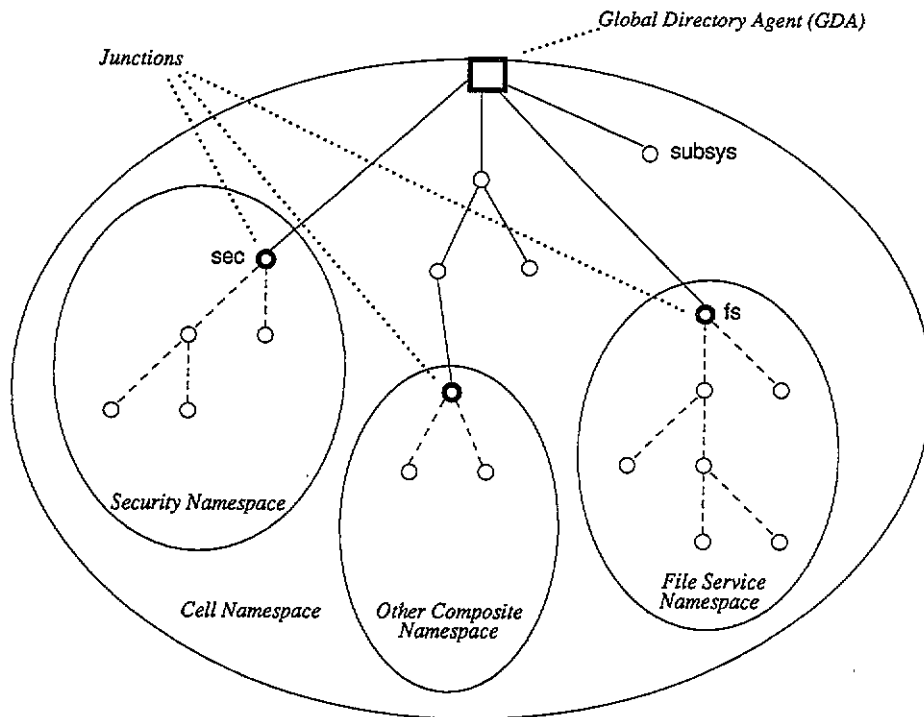 Global Directory Agent (GDA)
Junctions
subsys
sec
fs
Security Namespace
Cell Namespace
Other Composite
Namespace
File Service
Namespace